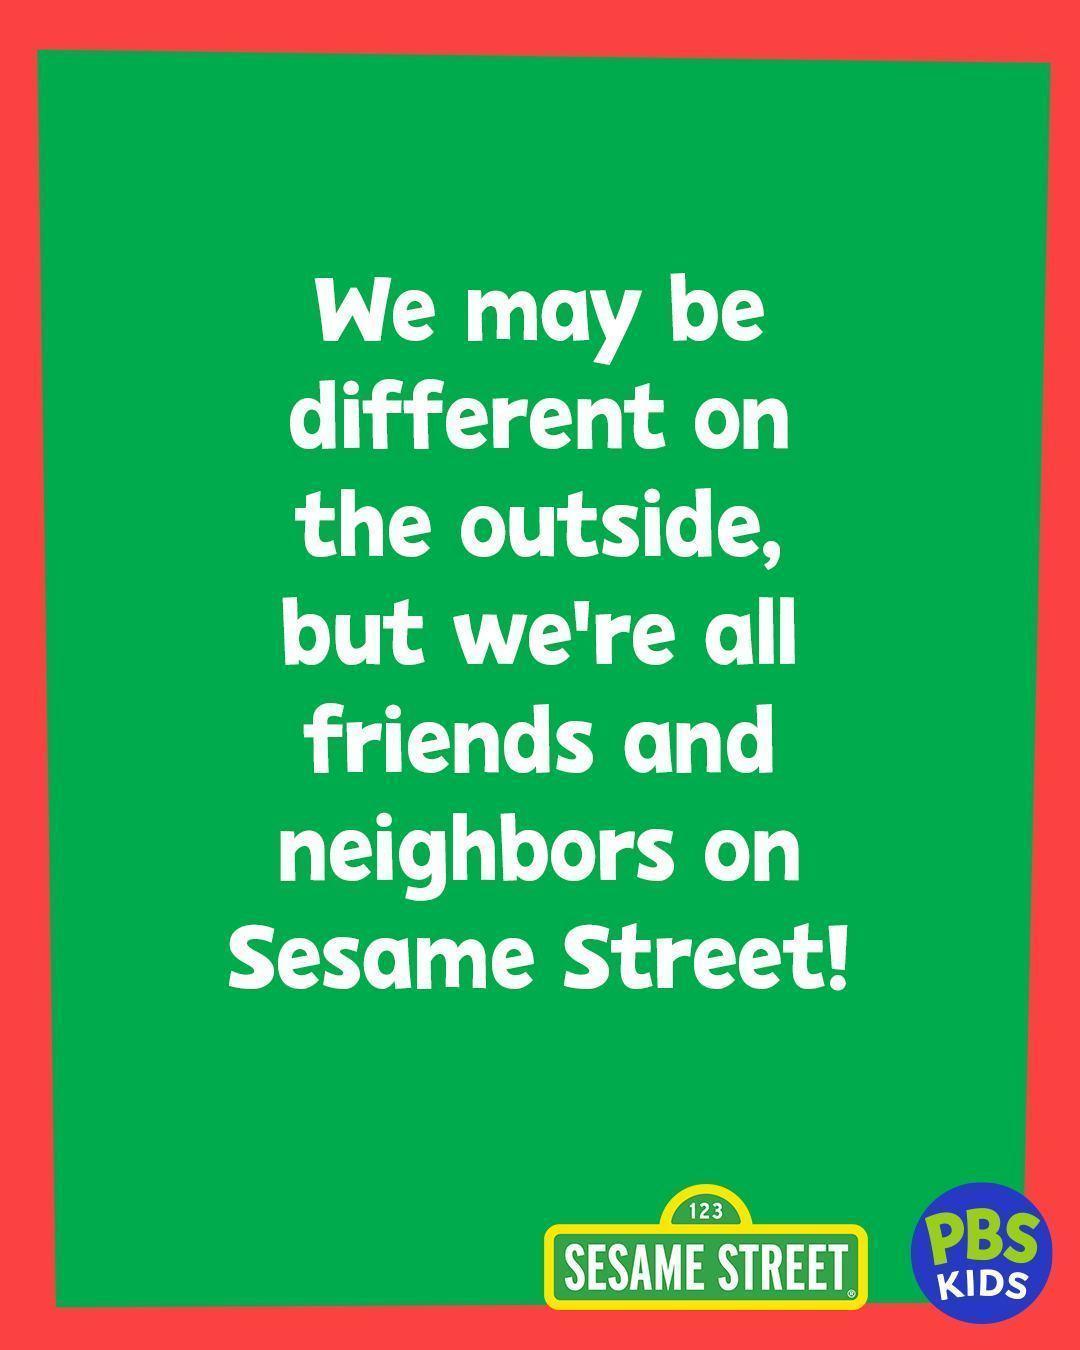 We may be
different on
the outside,
but we're all
friends and
neighbors on
Sesame Street!
123
SESAME STREET®
PBS
KIDS